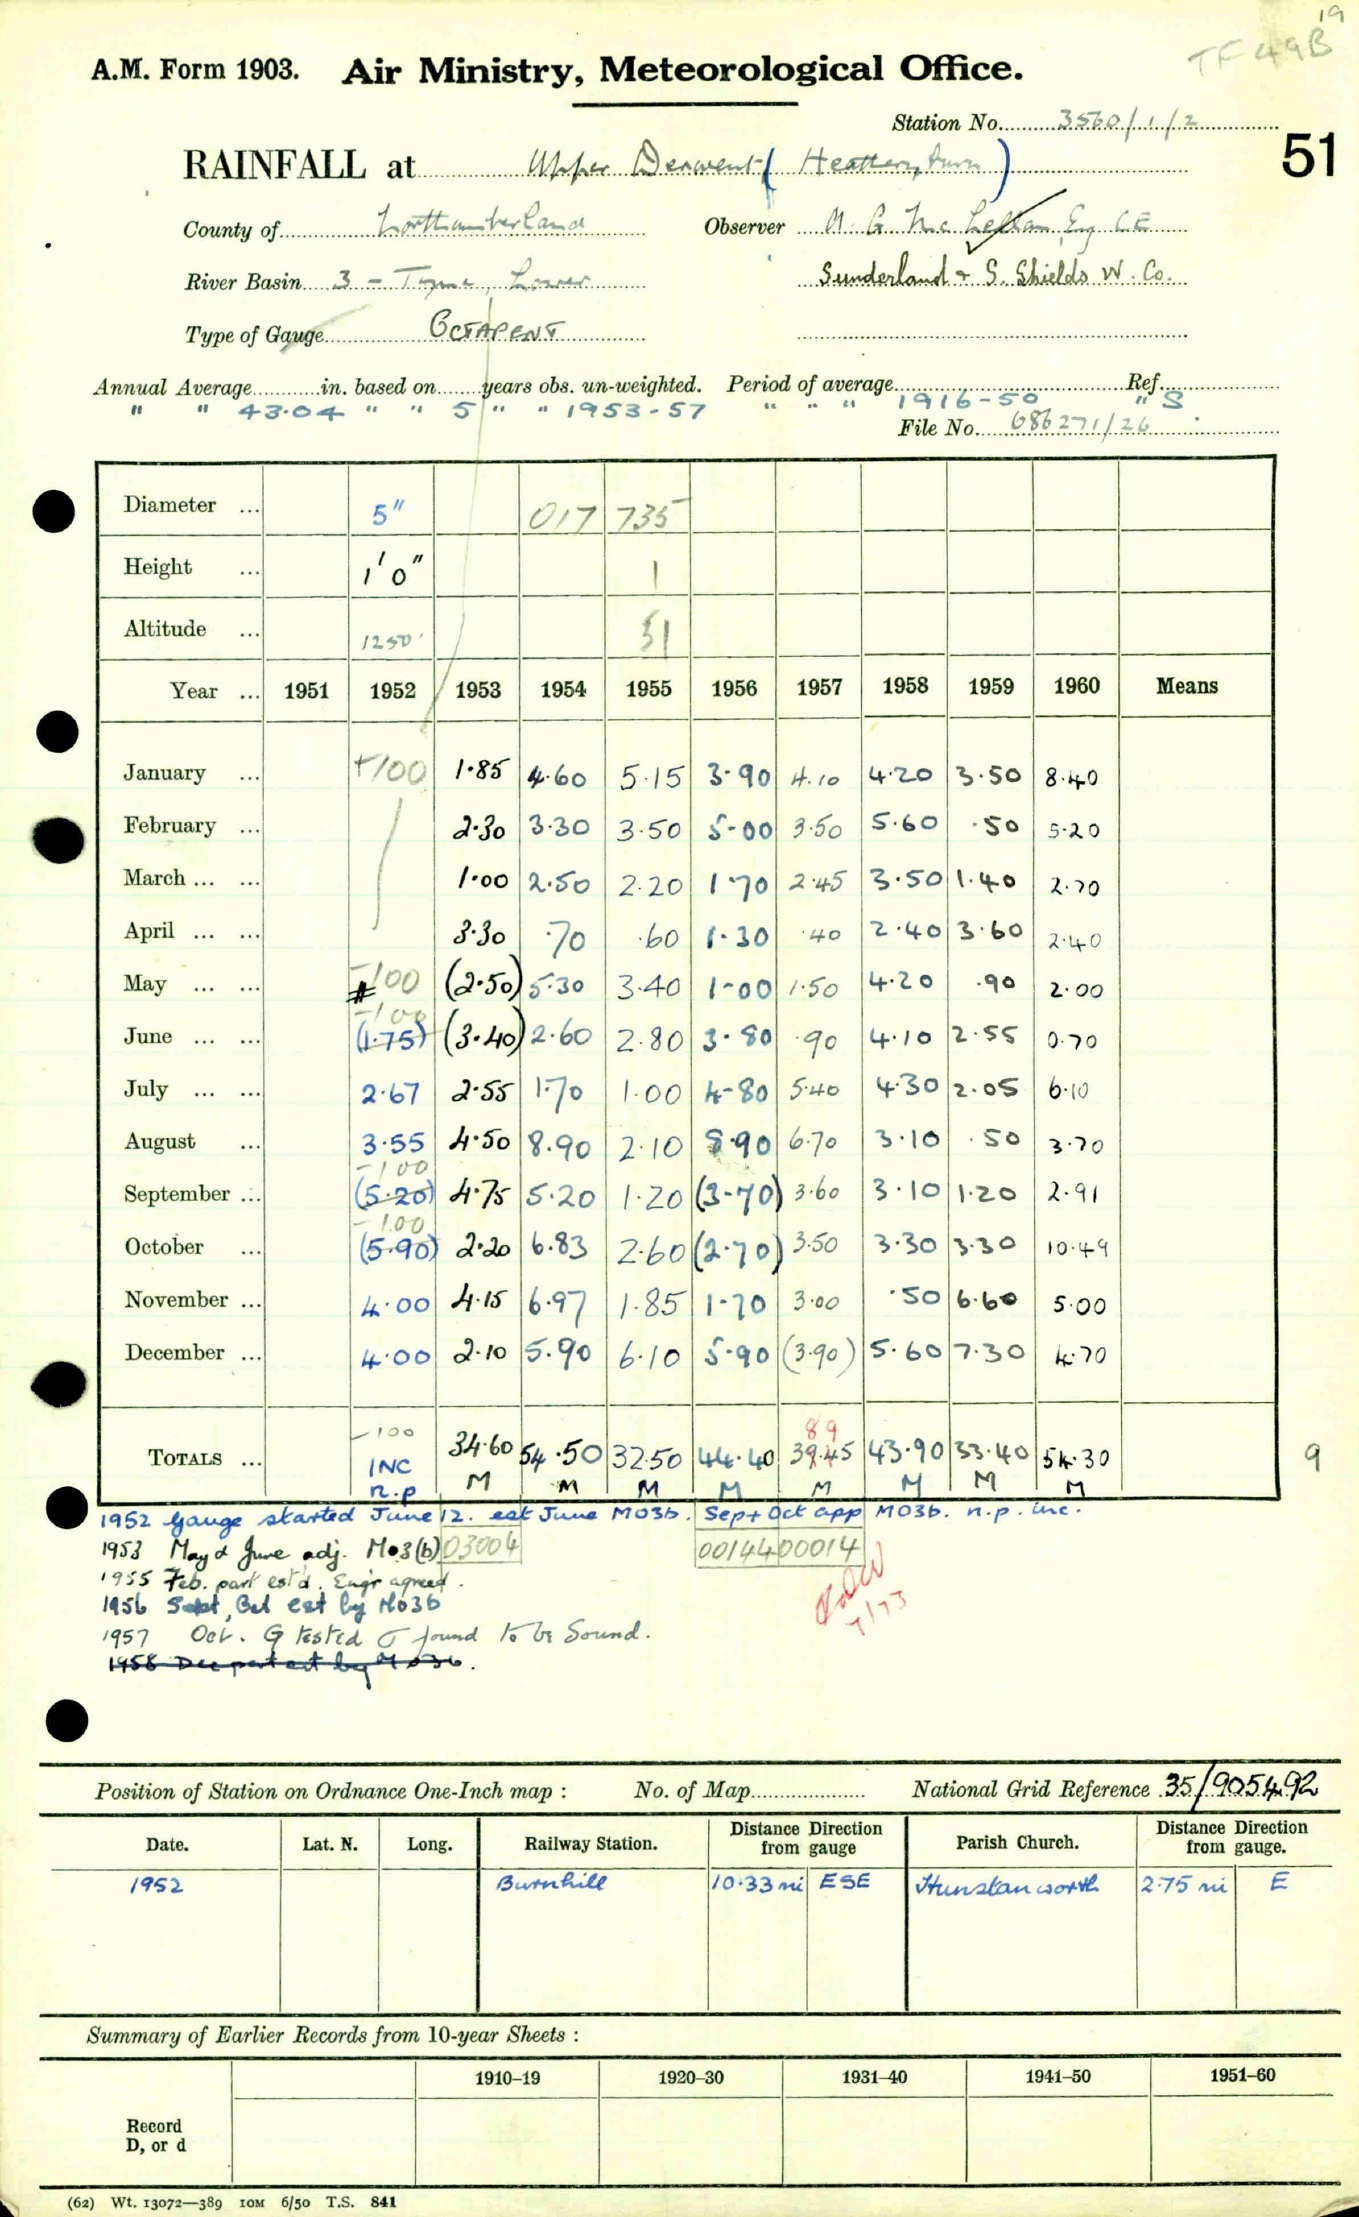 19
TF 49B
A.M. Form 1903. Air Ministry, Meteorological Office.
Station No. 3560/1/2
51
RAINFALL at Upper Derwent (
County of Northumberland Observer A. G. McLellan, Esq CE
River Basin 3 - Tyne, Lower Sunderland & S. Shields W. Co.
Type of Gauge OCTAPENT
Annual Average in. based on years obs. un-weighted. Period of average Ref.
" " 43.04 " " 5 " " 1953-57 " " " 1916-50 " S
File No. 686271/26
Diameter ... 5" 017 735
Height ... 1'0" 1
Altitude ... 1250' 51
Year ... 1951 1952 1953 1954 1955 1956 1957 1958 1959 1960 Means
January ... -100 1.85 4.60 5.15 3.90 4.10 4.20 3.50 8.40
February ... 2.30 3.30 3.50 5.00 3.50 5.60 .50 5.20
March ... ... 1.00 2.50 2.20 1.70 2.45 3.50 1.40 2.70
April ... ... 3.30 .70 .60 1.30 .40 2.40 3.60 2.40
May ... ... -100 (2.50) 5.30 3.40 1.00 1.50 4.20 .90 2.00
-100
June ... ... (1.75) (3.40) 2.60 2.80 3.80 .90 4.10 2.55 0.70
July ... ... 2.67 2.55 1.70 1.00 4.80 5.40 4.30 2.05 6.10
August ... 3.55 4.50 8.90 2.10 8.90 6.70 3.10 .50 3.70
-100
September ... (5.20) 4.75 5.20 1.20 (3.70) 3.60 3.10 1.20 2.91
-100
October ... (5.90) 2.20 6.83 2.60 (2.70) 3.50 3.30 3.30 10.49
November ... 4.00 4.15 6.97 1.85 1.70 3.00 .50 6.60 5.00
December ... 4.00 2.10 5.90 6.10 5.90 (3.90) 5.60 7.30 4.70
-100 89
TOTALS ... INC 34.60 54.50 32.50 44.40 39.45 43.90 33.40 54.30 9
n.p M M M M M M M M
1952 Gauge started June 12. est June MO3b. Sep + Oct app MO3b. n.p. inc.
1953 May & June adj. Mo3(b) 03004 0014400014
1955 Feb. part est'd. Eng'r agreed.
1956 Sept, Oct est by MO3b
7/73
1957 Oct. G tested & found to be Sound.
1958 Dec part est by MO3b.
Position of Station on Ordnance One-Inch map : No. of Map National Grid Reference 35/905492
Date. Lat. N. Long. Railway Station. Distance Direction from gauge Parish Church. Distance Direction from gauge.
1952 Burnhill 10.33 mi ESE Hunstanworth 2.75 mi E
Summary of Earlier Records from 10-year Sheets :
1910–19 1920–30 1931–40 1941–50 1951–60
Record
D, or d
(62) Wt. 13072—389 10M 6/50 T.S. 841